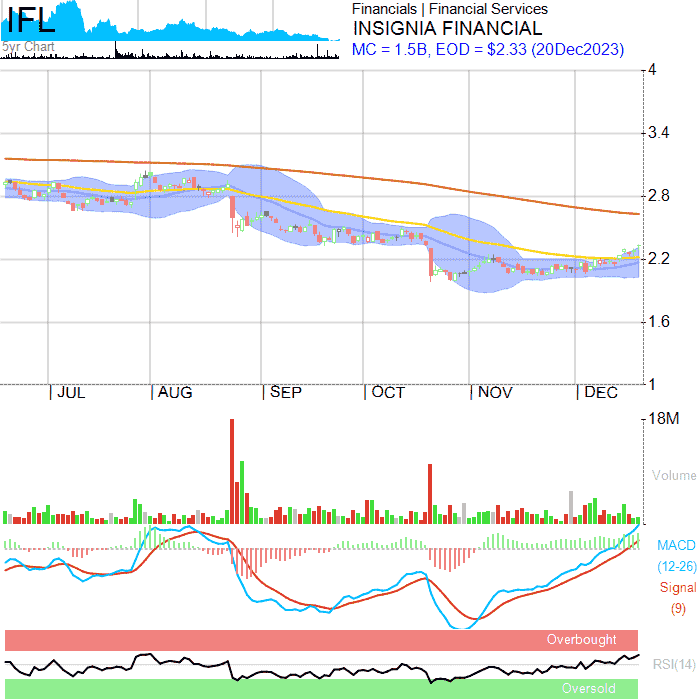 IFL
5yr Chart
Financials | Financial Services
INSIGNIA FINANCIAL
MC = 1.5B, EOD = $2.33 (20Dec2023)
4
3.4
2.8
2.2
1.6
1
| JUL | AUG | SEP | OCT | NOV | DEC
18M
Volume
MACD
(12-26)
Signal
(9)
Overbought
RSI(14)
Oversold